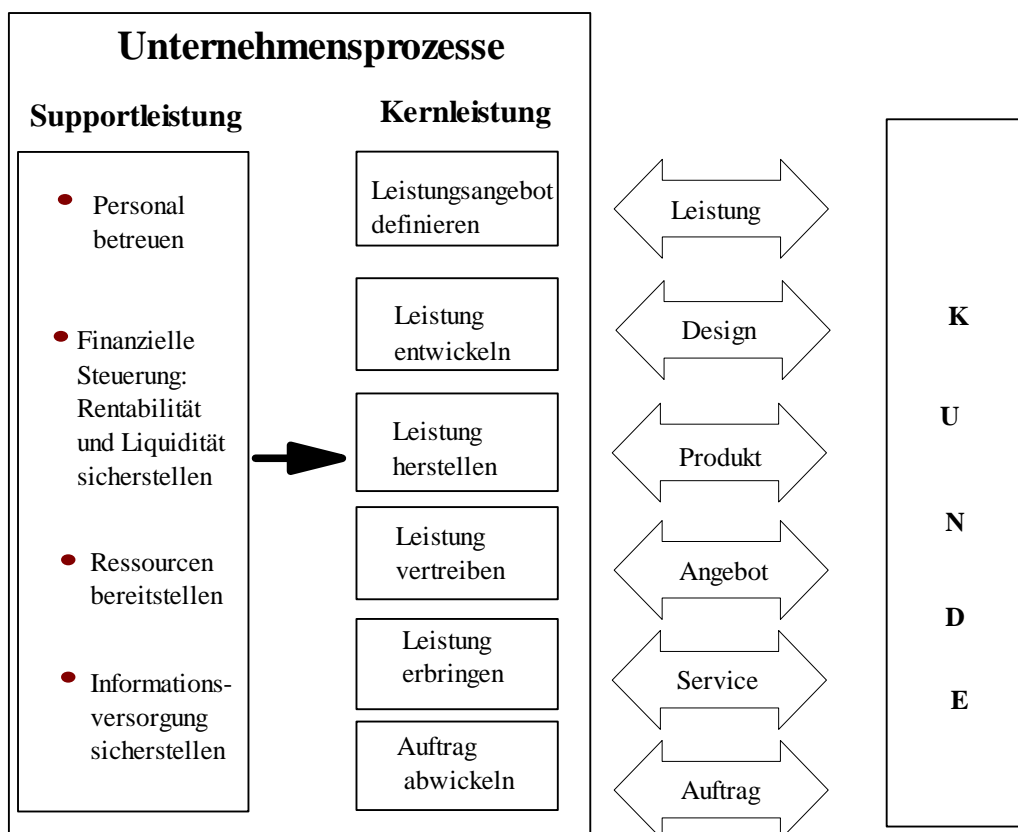 Unternehmensprozesse
Supportleistung
Personal
betreuen
Finanzielle
Steuerung:
Rentabilität
und Liquidität
sicherstellen
Ressourcen
bereitstellen
Informations-
versorgung
sicherstellen
Kernleistung
Leistungsangebot
definieren
Leistung
entwickeln
Leistung
herstellen
Leistung
vertreiben
Leistung
erbringen
Auftrag
abwickeln
Leistung
Design
Produkt
Angebot
Service
Auftrag
K
U
N
D
E